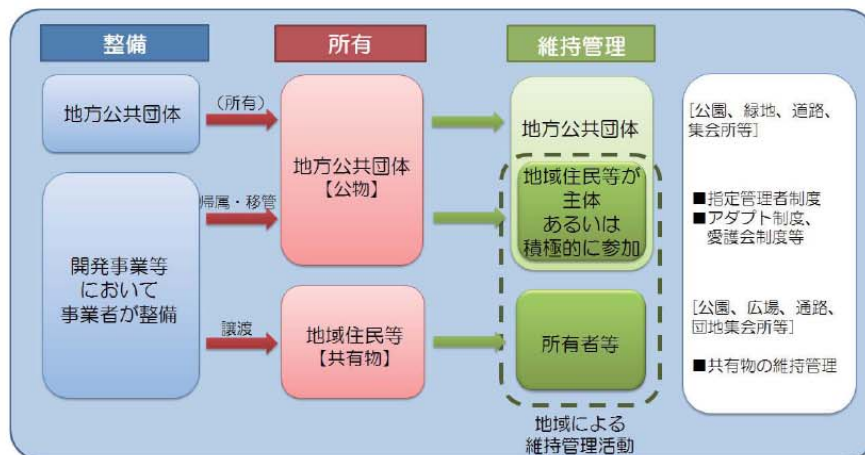 整備
所有
維持管理
地方公共団体
(所有)
帰属・移管
開発事業等
において
事業者が整備
譲渡
地方公共団体
【公物】
地域住民等
【共有物】
地方公共団体
地域住民等が
主体
あるいは
積極的に参加
所有者等
地域による
維持管理活動
[公園、緑地、道路、
集会所等]
■指定管理者制度
■アダプト制度、
愛護会制度等
[公園、広場、通路、
団地集会所等]
■共有物の維持管理